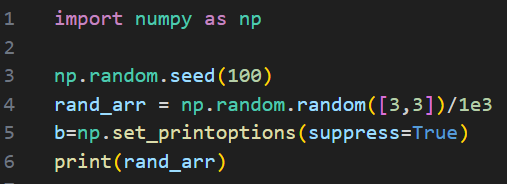 1 import numpy as np
2
3 np.random.seed(100)
4 rand_arr = np.random.random([3,3])/1e3
5 b=np.set_printoptions(suppress=True)
6 print(rand_arr)